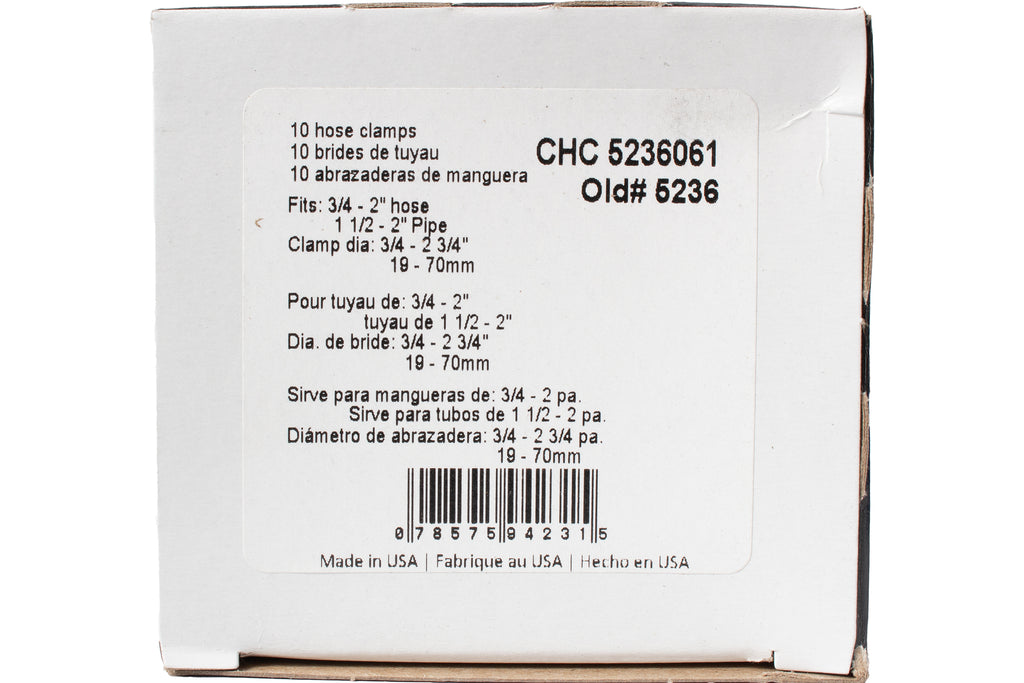 10 hose clamps
10 brides de tuyau
10 abrazaderas de manguera
CHC 5236061
Old# 5236
Fits: 3/4 - 2" hose
1 1/2 - 2" Pipe
Clamp dia: 3/4 - 2 3/4"
19 - 70mm
Pour tuyau de: 3/4 - 2"
tuyau de 1 1/2 - 2"
Dia. de bride: 3/4 - 2 3/4"
19 - 70mm
Sirve para mangueras de: 3/4 - 2 pa.
Sirve para tubos de 1 1/2 - 2 pa.
Diámetro de abrazadera: 3/4 - 2 3/4 pa.
19 - 70mm
0 78575 94231 5
Made in USA | Fabrique au USA | Hecho en USA